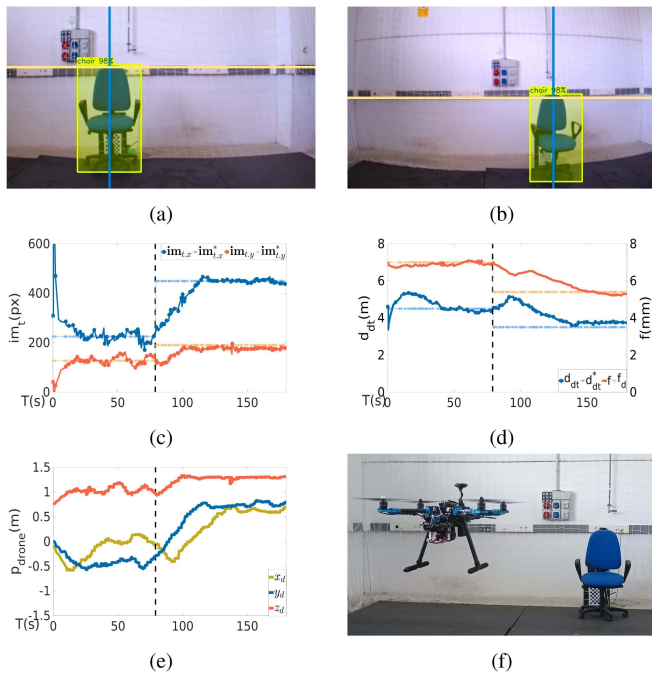 chair 98%
chair 98%
(a)
(b)
im_t(px)
600
400
200
0
im_{t.x} im*_{t.x} im_{t.y} im*_{t.y}
T(s) 50 100 150
(c)
d_dt(m)
8
6
4
2
0
8
6
4
2
0
f(mm)
d_dt d*_dt f f_d
T(s) 50 100 150
(d)
p_drone(m)
1.5
1
0.5
0
-0.5
-1
-1.5
x_d
y_d
z_d
T(s) 0 50 100 150
(e)
(f)